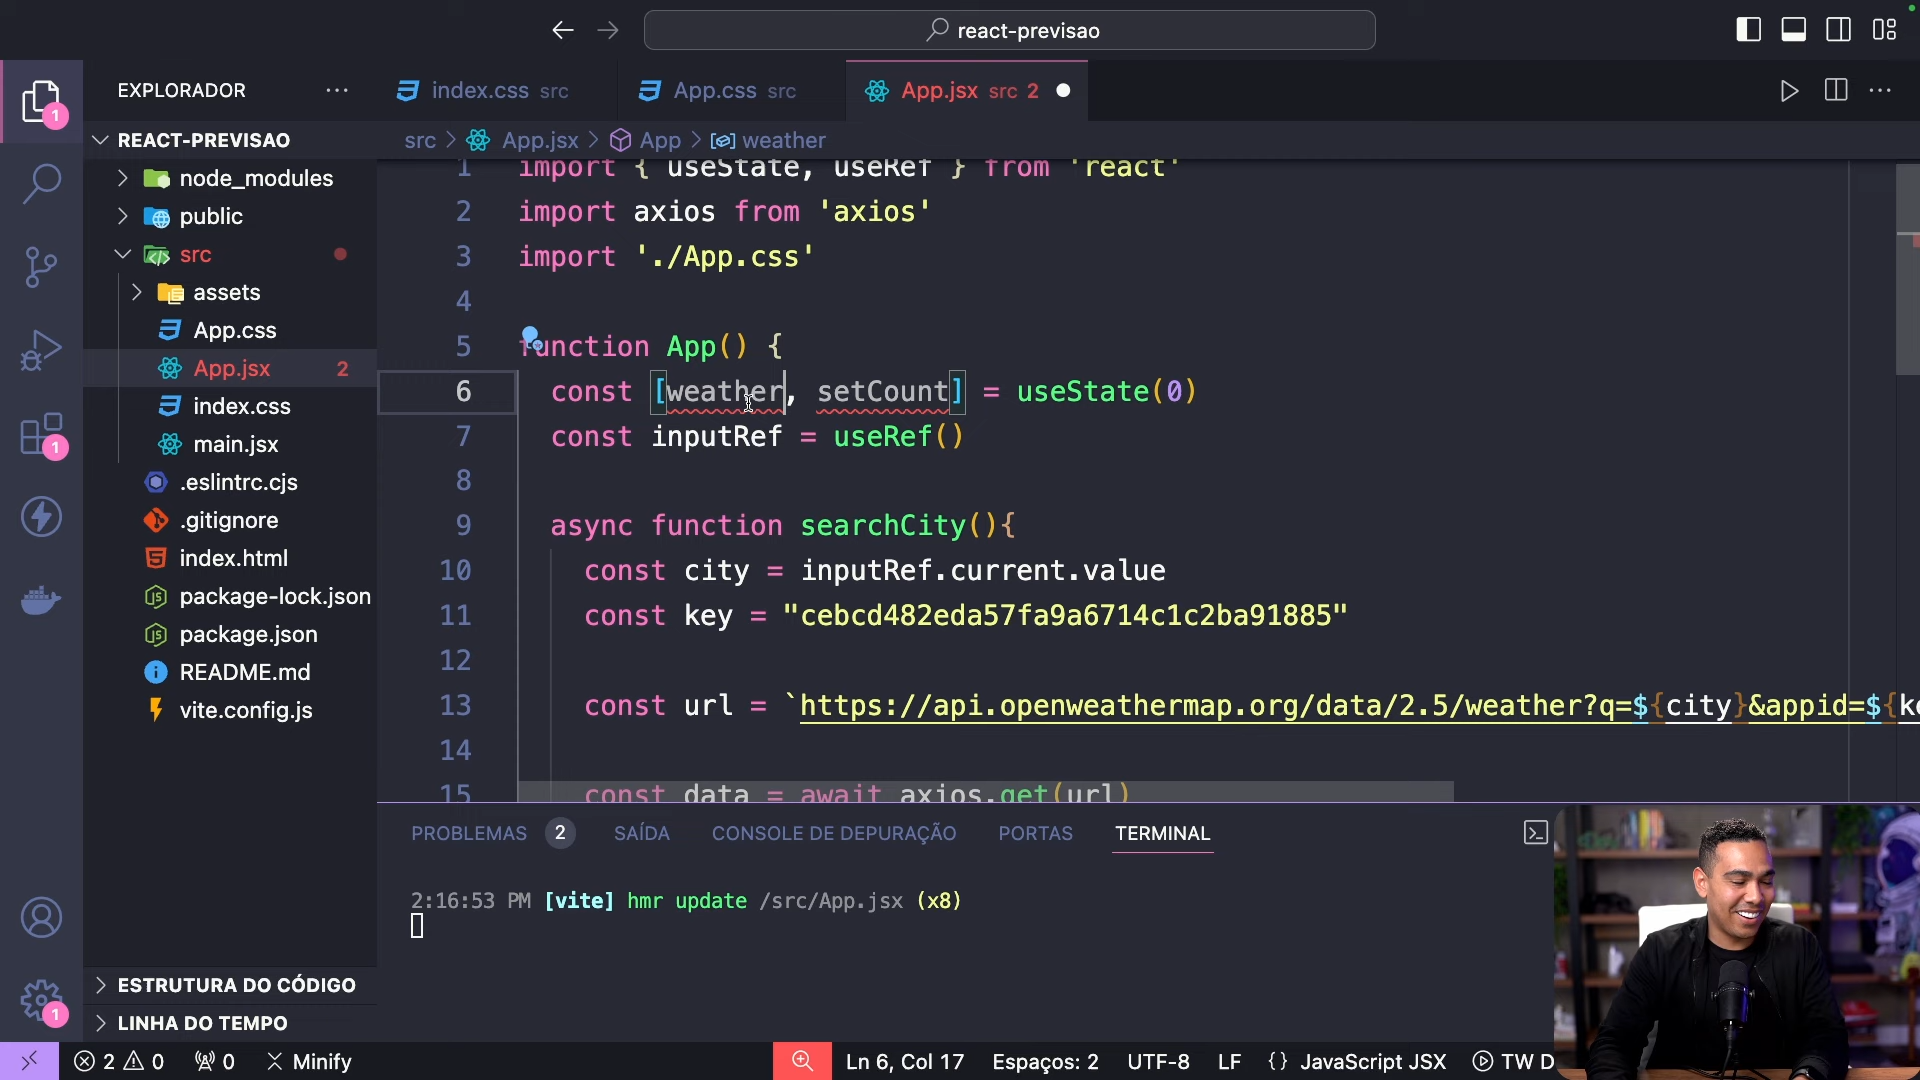 react-previsao
EXPLORADOR
index.css src
App.css src
App.jsx src 2
REACT-PREVISAO
src > App.jsx > App > weather
node_modules
public
src
assets
App.css
App.jsx 2
index.css
main.jsx
.eslintrc.cjs
.gitignore
index.html
package-lock.json
package.json
README.md
vite.config.js
ESTRUTURA DO CÓDIGO
LINHA DO TEMPO
1 import { useState, useRef } from 'react'
2 import axios from 'axios'
3 import './App.css'
4
5 function App() {
6 const [weather, setCount] = useState(0)
7 const inputRef = useRef()
8
9 async function searchCity(){
10 const city = inputRef.current.value
11 const key = "cebcd482eda57fa9a6714c1c2ba91885"
12
13 const url = `https://api.openweathermap.org/data/2.5/weather?q=${city}&appid=${ke
14
15 const data = await axios.get(url)
PROBLEMAS 2 SAÍDA CONSOLE DE DEPURAÇÃO PORTAS TERMINAL
2:16:53 PM [vite] hmr update /src/App.jsx (x8)
1
1
1
2 0 0 Minify Ln 6, Col 17 Espaços: 2 UTF-8 LF {} JavaScript JSX TW D